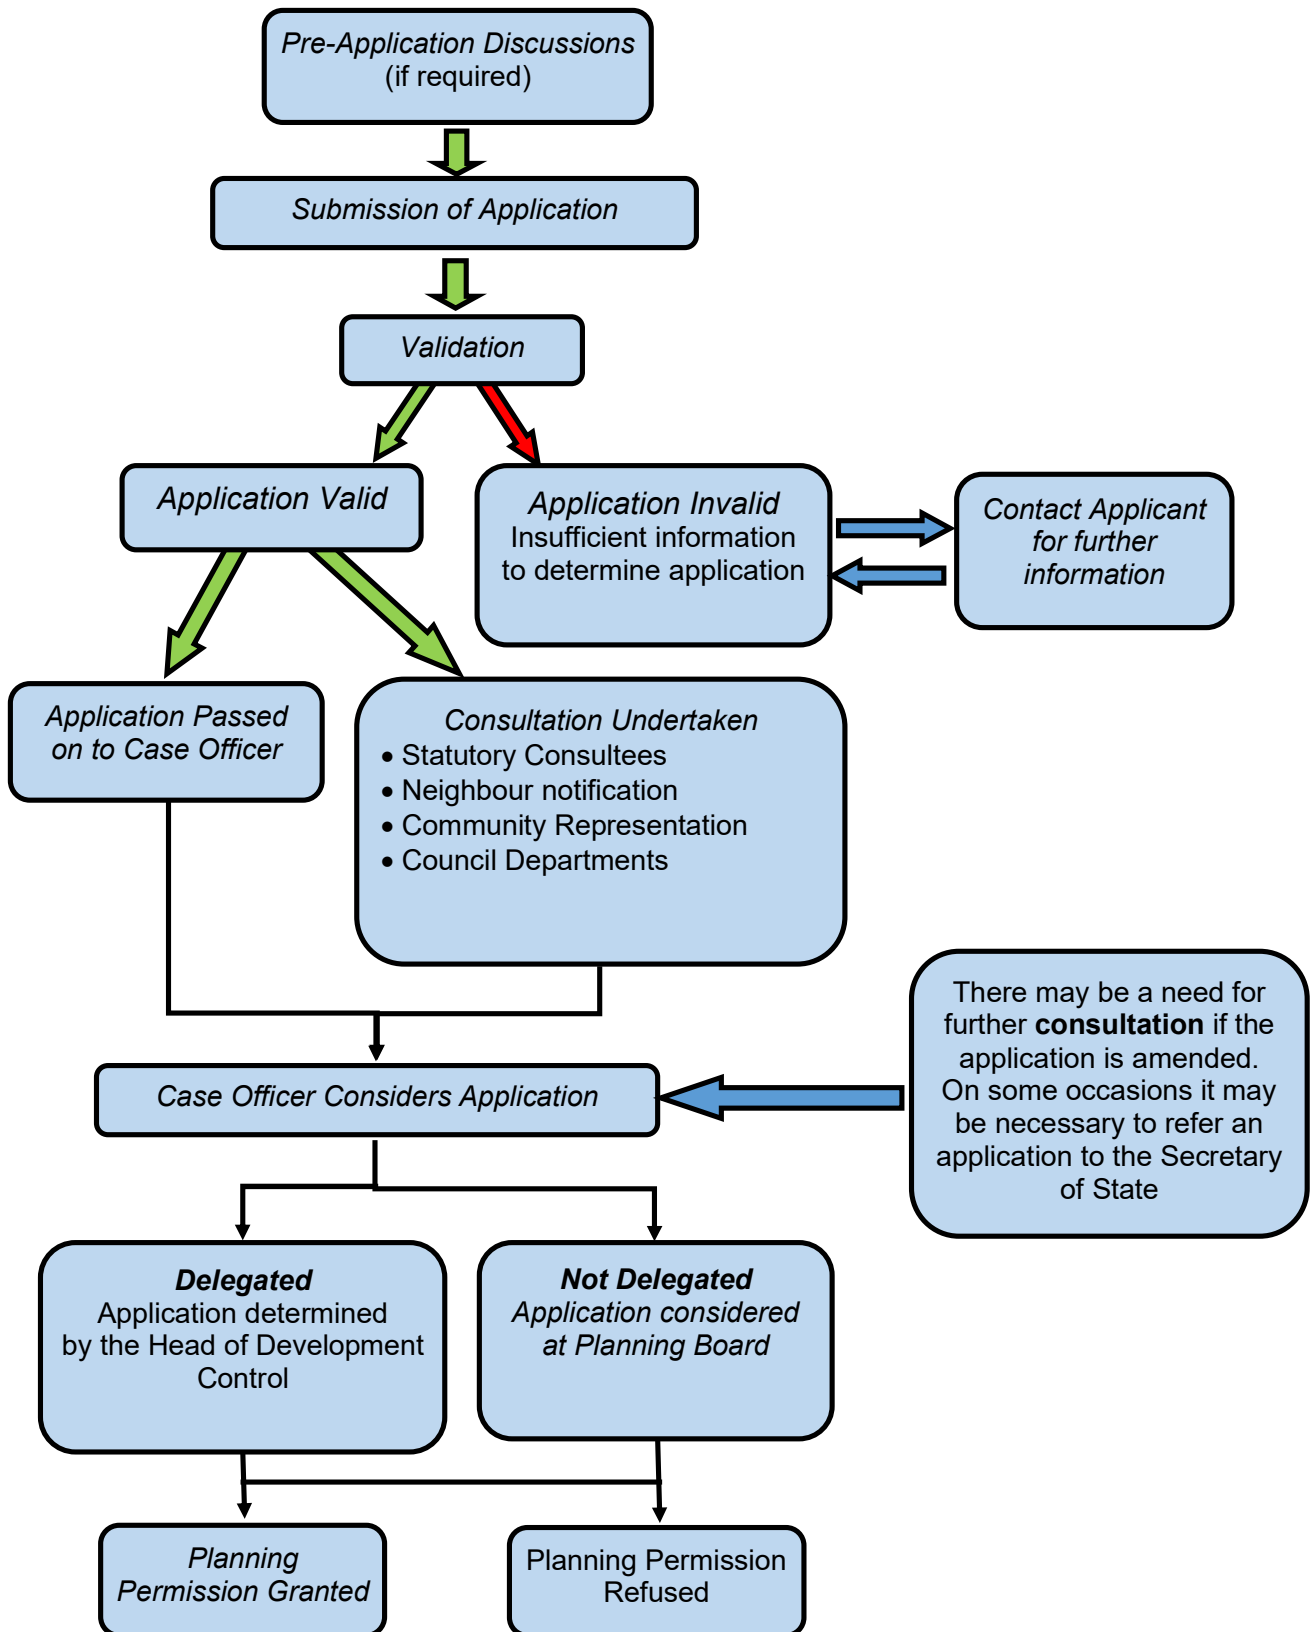 Pre-Application Discussions
(if required)
Submission of Application
Validation
Application Valid
Application Invalid
Insufficient information
to determine application
Contact Applicant
for further
information
Application Passed
on to Case Officer
Consultation Undertaken
• Statutory Consultees
• Neighbour notification
• Community Representation
• Council Departments
There may be a need for
further consultation if the
application is amended.
On some occasions it may
be necessary to refer an
application to the Secretary
of State
Case Officer Considers Application
Delegated
Application determined
by the Head of Development
Control
Not Delegated
Application considered
at Planning Board
Planning
Permission Granted
Planning Permission
Refused